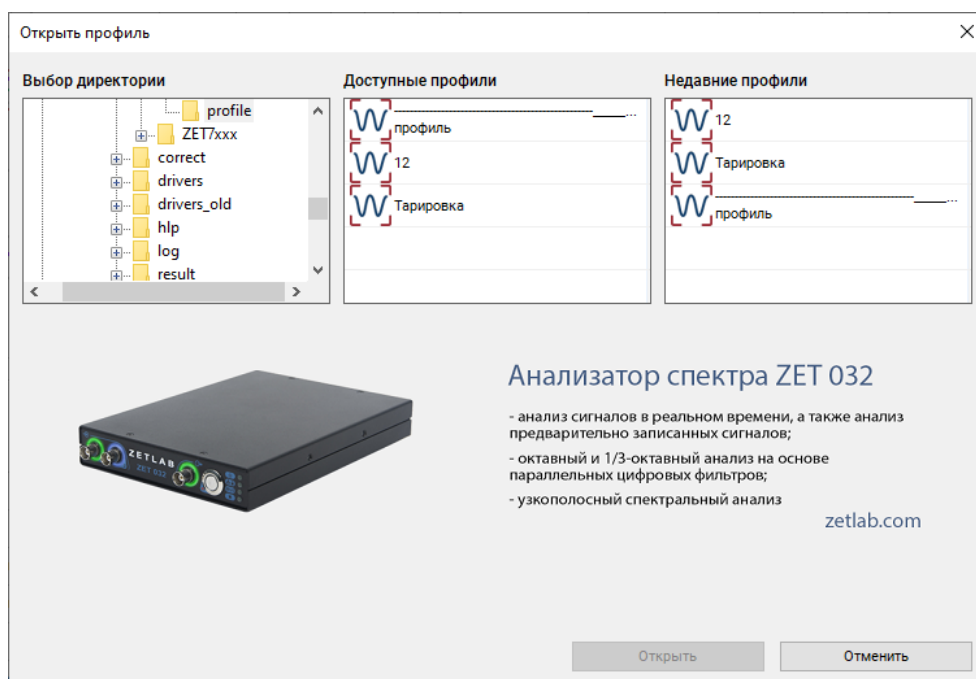 Открыть профиль
Выбор директории
Доступные профили
Недавние профили
profile
ZET7xxx
correct
drivers
drivers_old
hlp
log
result
-------------------------------------------------------____...
профиль
12
Тарировка
12
Тарировка
-------------------------------------------------------____...
профиль
ZETLAB
ZET 032
Анализатор спектра ZET 032
- анализ сигналов в реальном времени, а также анализ
предварительно записанных сигналов;
- октавный и 1/3-октавный анализ на основе
параллельных цифровых фильтров;
- узкополосный спектральный анализ
zetlab.com
Открыть
Отменить